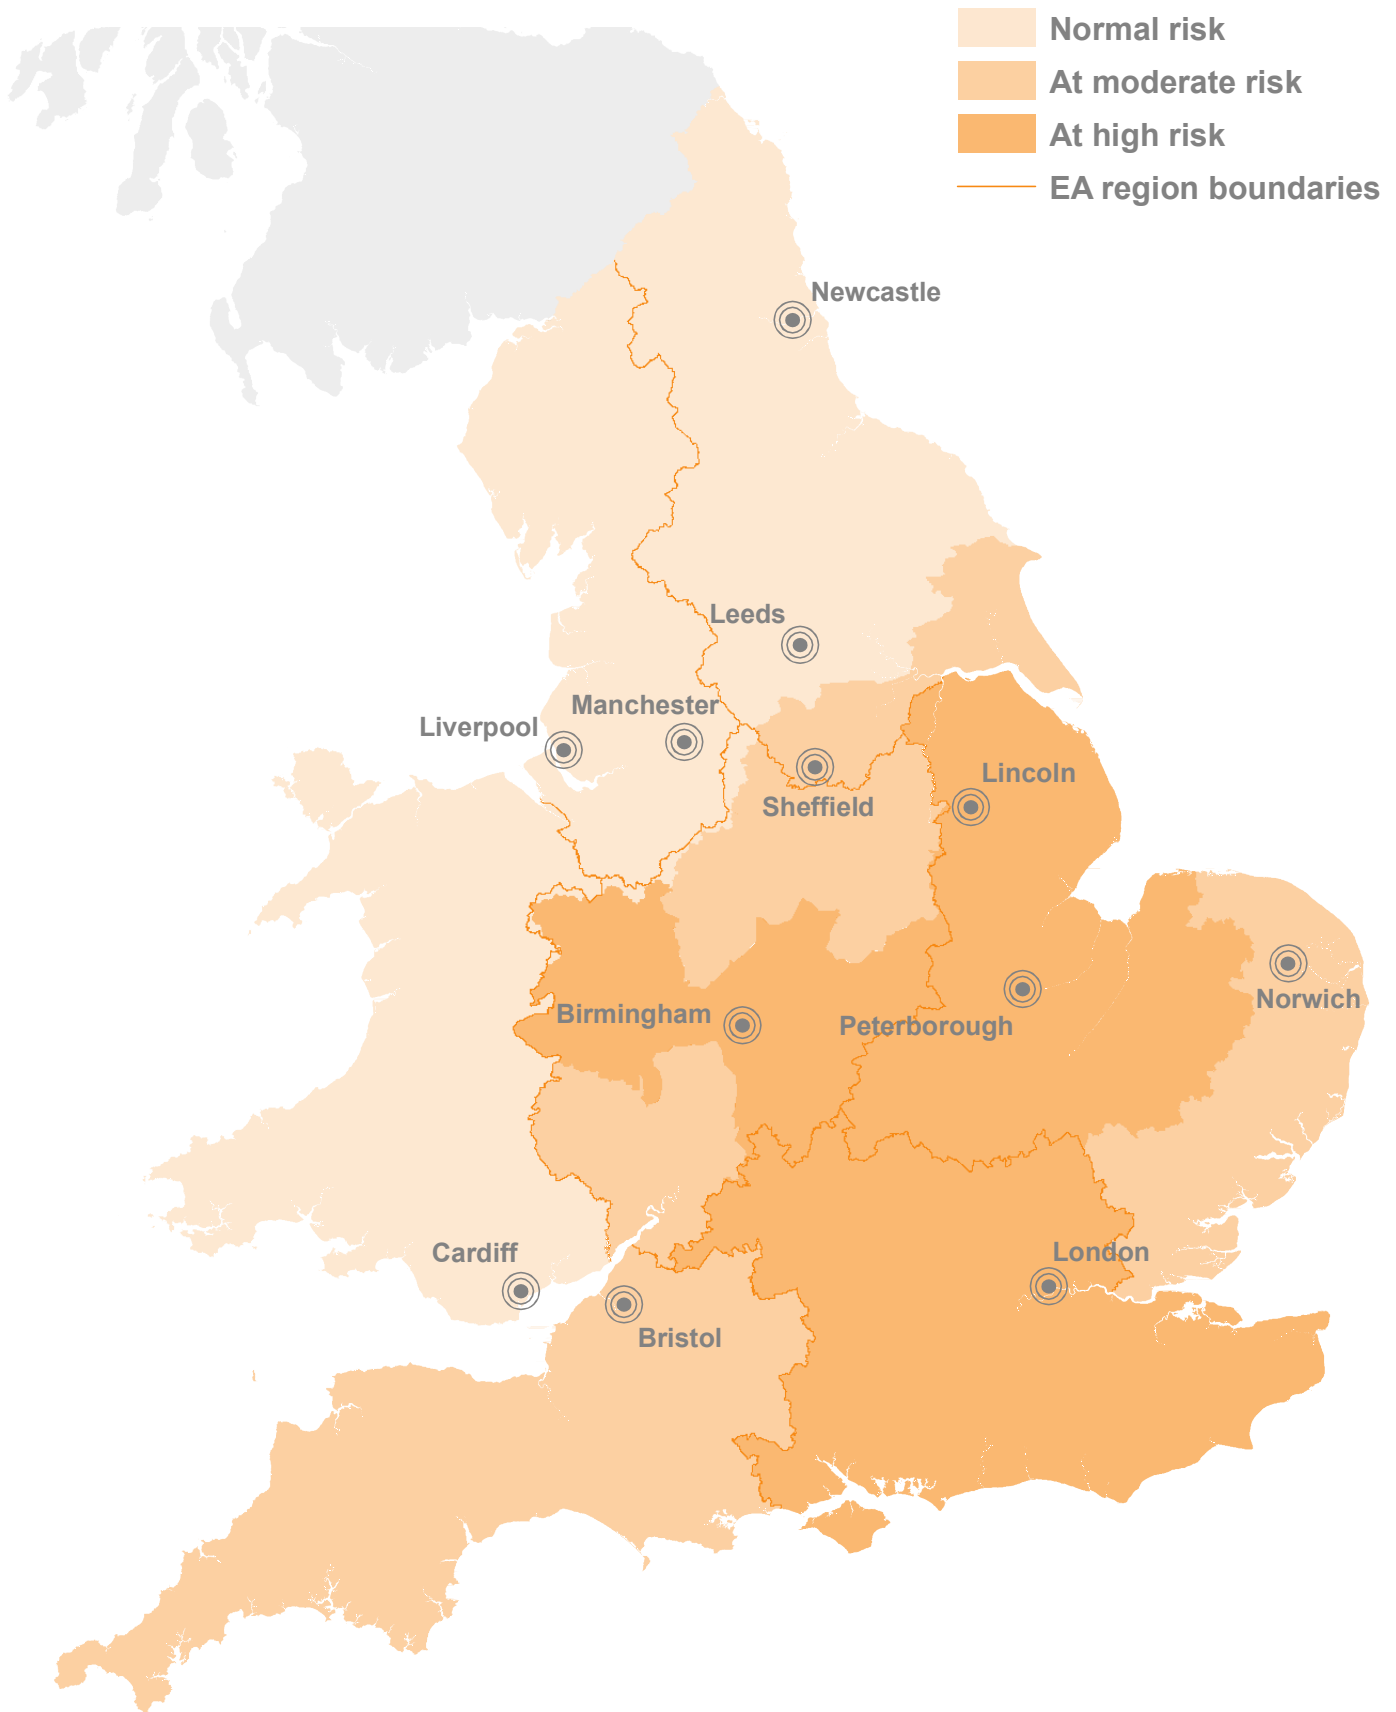 Normal risk
At moderate risk
At high risk
EA region boundaries
Newcastle
Leeds
Manchester
Liverpool
Lincoln
Sheffield
Norwich
Birmingham
Peterborough
Cardiff
London
Bristol